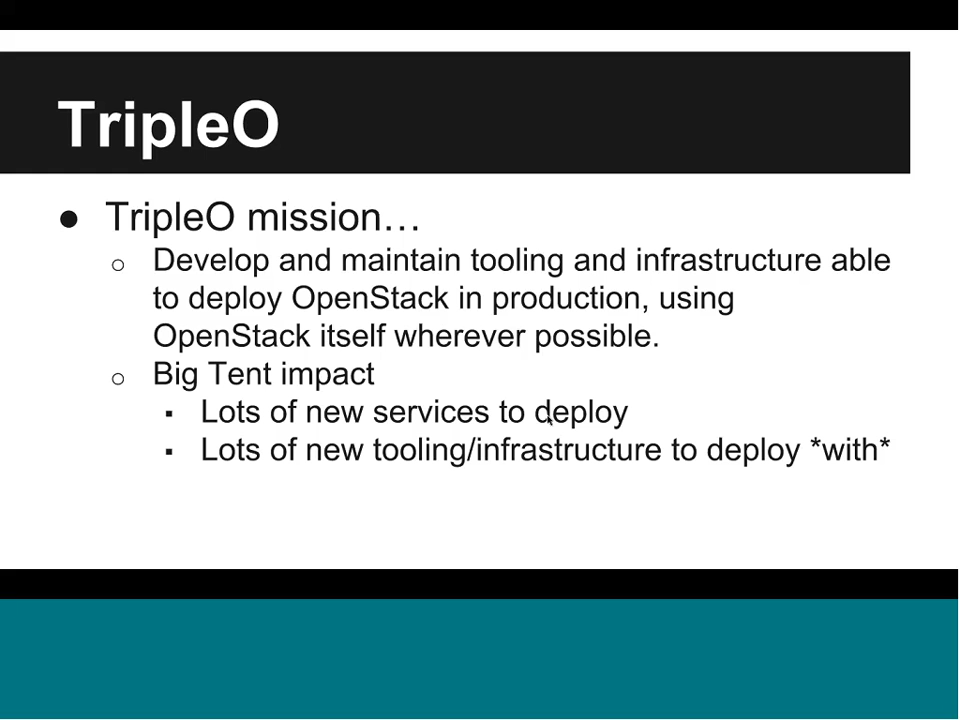 TripleO
● TripleO mission…
○ Develop and maintain tooling and infrastructure able
to deploy OpenStack in production, using
OpenStack itself wherever possible.
○ Big Tent impact
▪ Lots of new services to deploy
▪ Lots of new tooling/infrastructure to deploy *with*